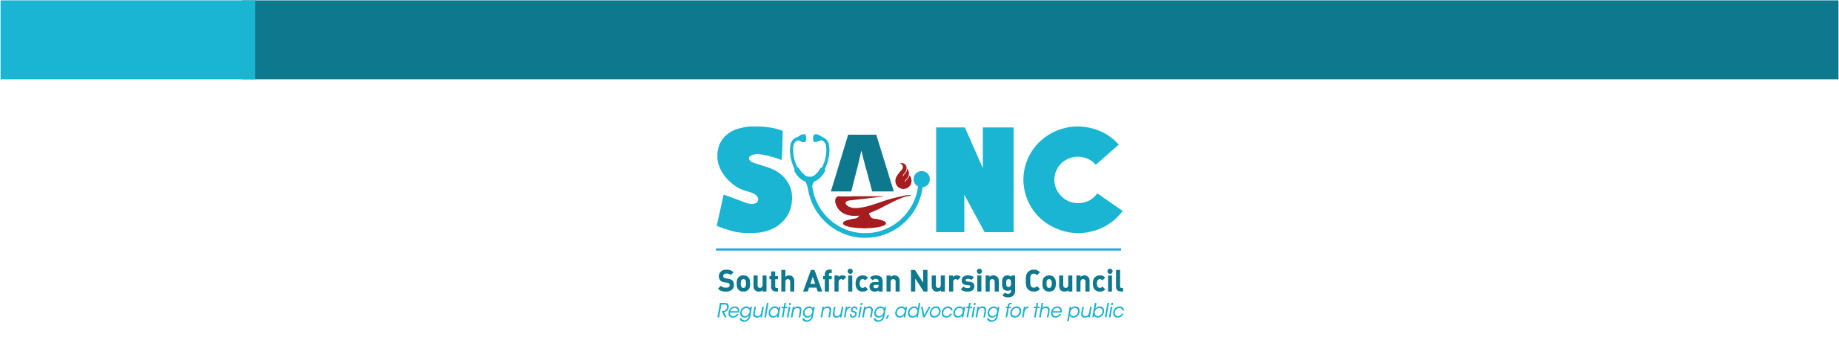 SANC
South African Nursing Council
Regulating nursing, advocating for the public